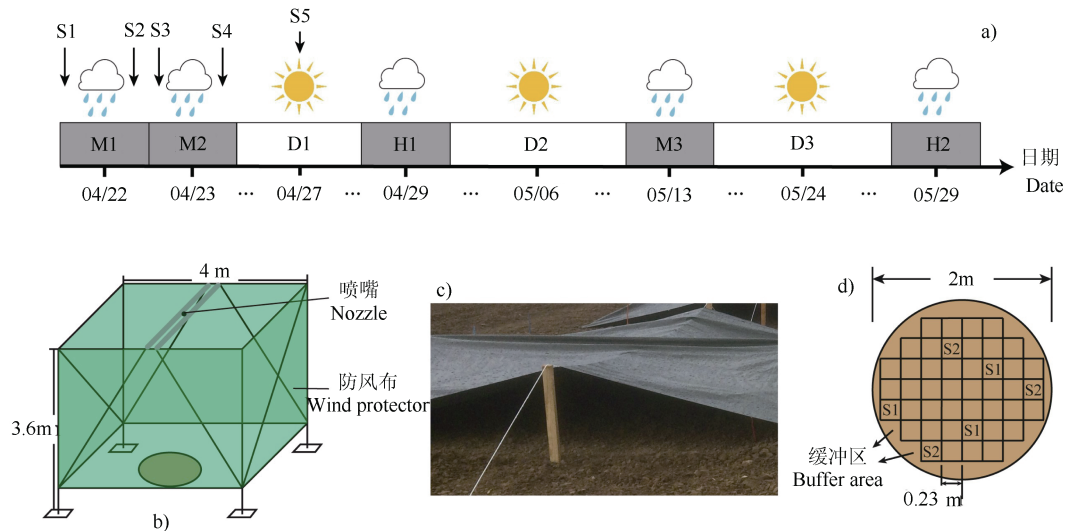 S1 S2 S3 S4 S5 a)
M1 M2 D1 H1 D2 M3 D3 H2
日期
Date
04/22 04/23 ... 04/27 ... 04/29 ... 05/06 ... 05/13 ... 05/24 ... 05/29
4 m
喷嘴
Nozzle
防风布
Wind protector
3.6m
b)
c)
d)
2m
S2
S1
S2
S1
S1
S2
缓冲区
Buffer area
0.23 m